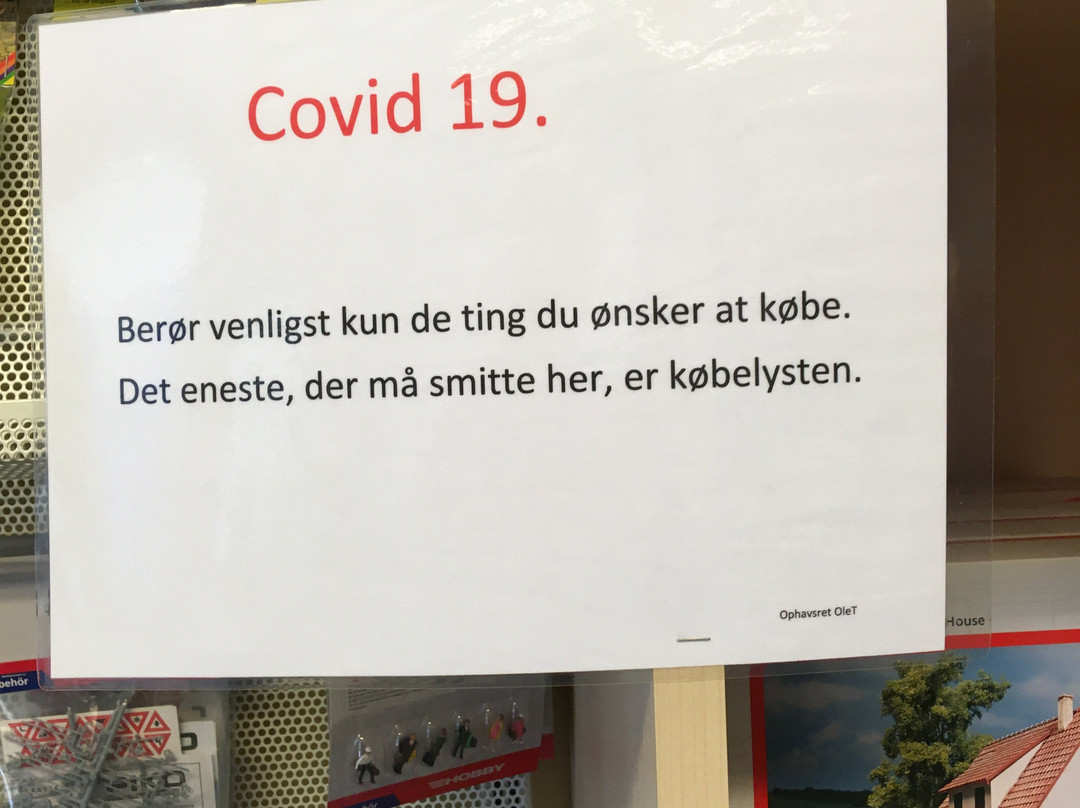 Covid 19.
Berør venligst kun de ting du ønsker at købe.
Det eneste, der må smitte her, er købelysten.
Ophavsret OleT
House
behör
HOBBY